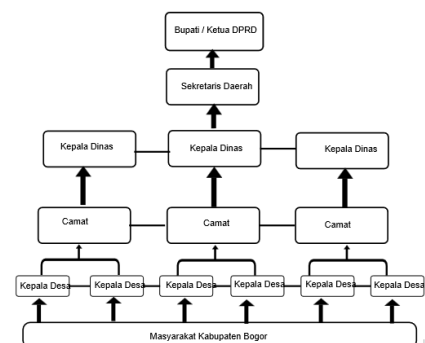 Bupati / Ketua DPRD
Sekretaris Daerah
Kepala Dinas
Kepala Dinas
Kepala Dinas
Camat
Camat
Camat
Kepala Desa
Kepala Desa
Kepala Desa
Kepala Desa
Kepala Desa
Kepala Desa
Masyarakat Kabupaten Bogor